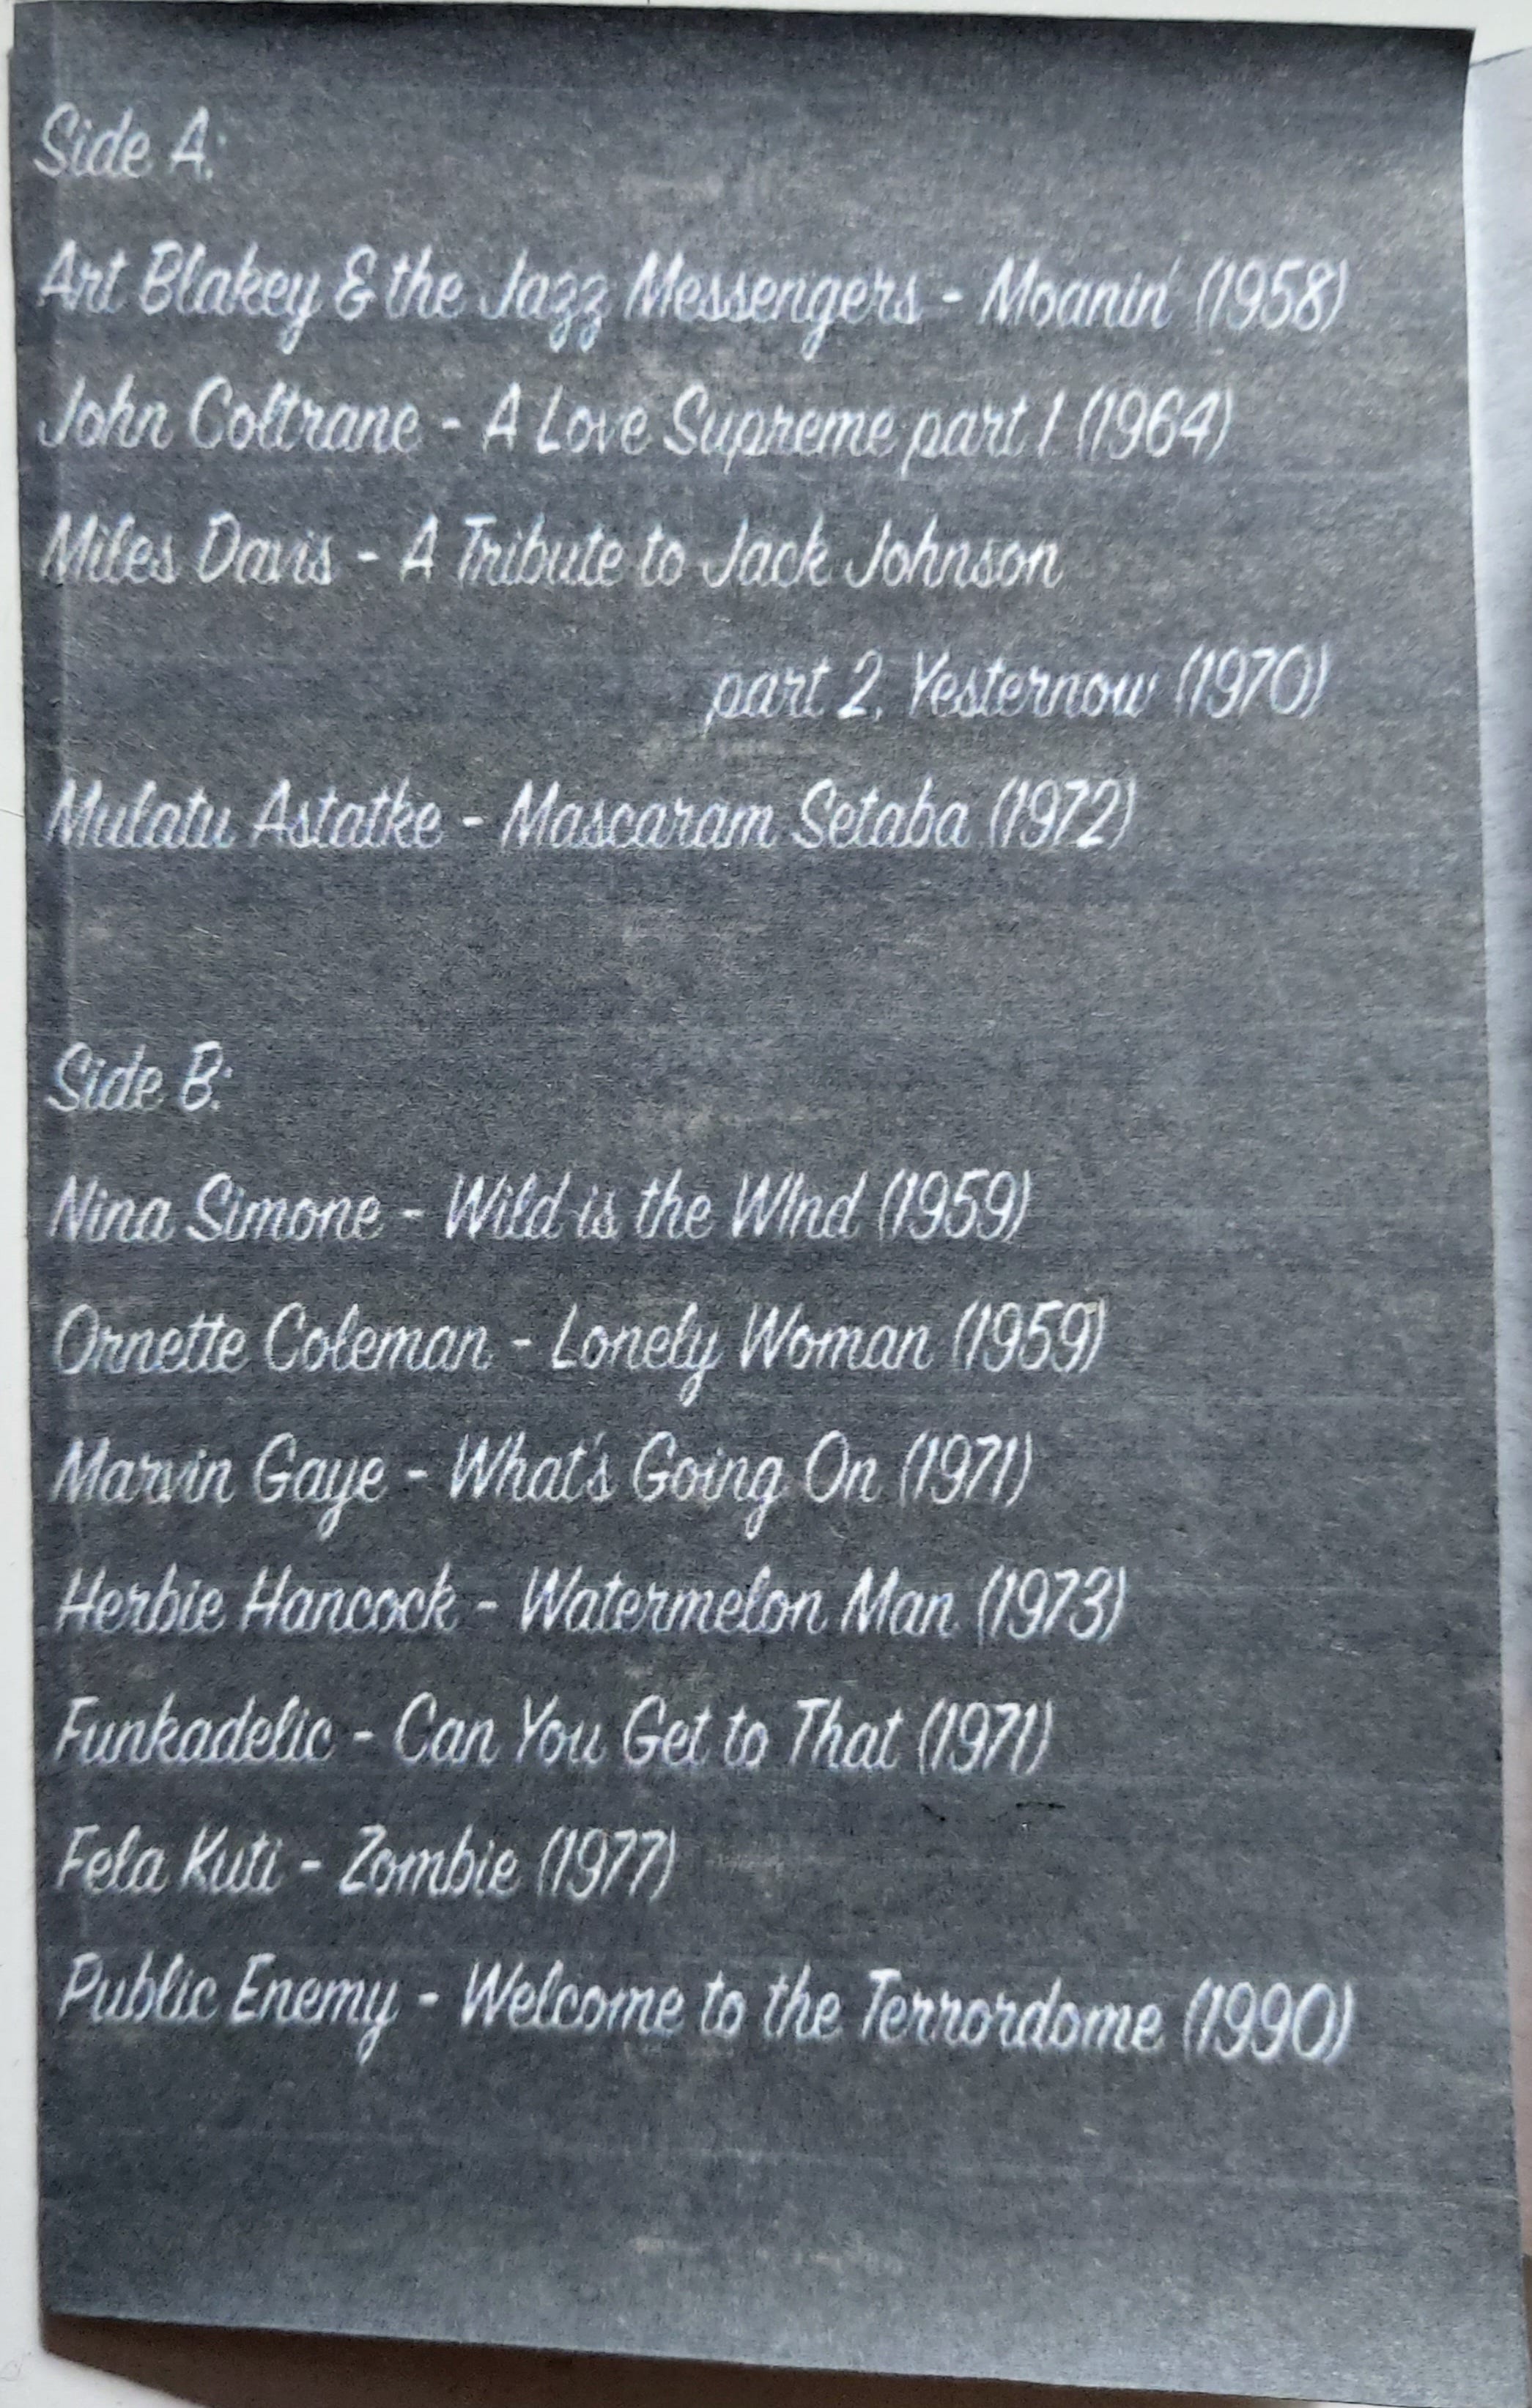 Side A:
Art Blakey & the Jazz Messengers - Moanin' (1958)
John Coltrane - A Love Supreme part 1 (1964)
Miles Davis - A Tribute to Jack Johnson
part 2, Yesternow (1970)
Mulatu Astatke - Mascaram Setaba (1972)
Side B:
Nina Simone - Wild is the WInd (1959)
Ornette Coleman - Lonely Woman (1959)
Marvin Gaye - What's Going On (1971)
Herbie Hancock - Watermelon Man (1973)
Funkadelic - Can You Get to That (1971)
Fela Kuti - Zombie (1977)
Public Enemy - Welcome to the Terrordome (1990)